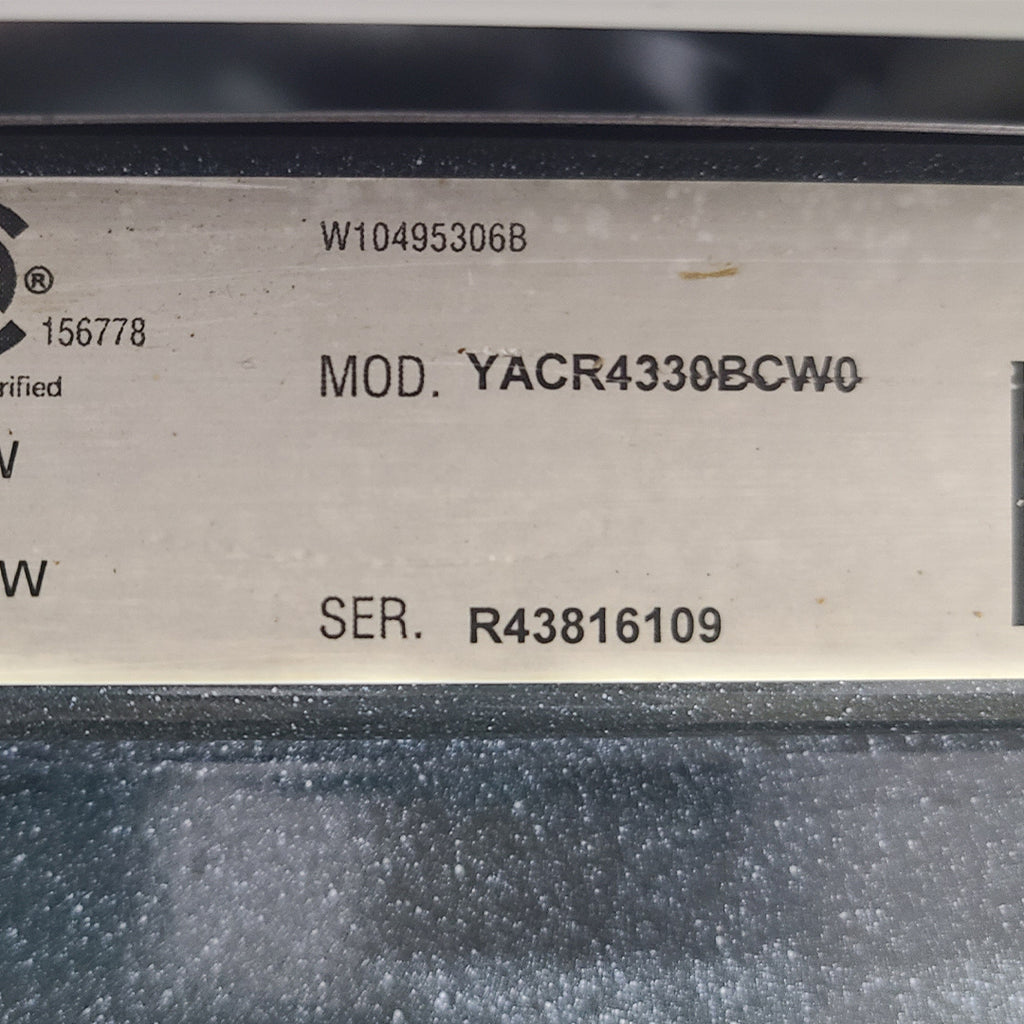 W10495306B
®
156778
MOD. YACR4330BCW0
rified
W
W
SER. R43816109